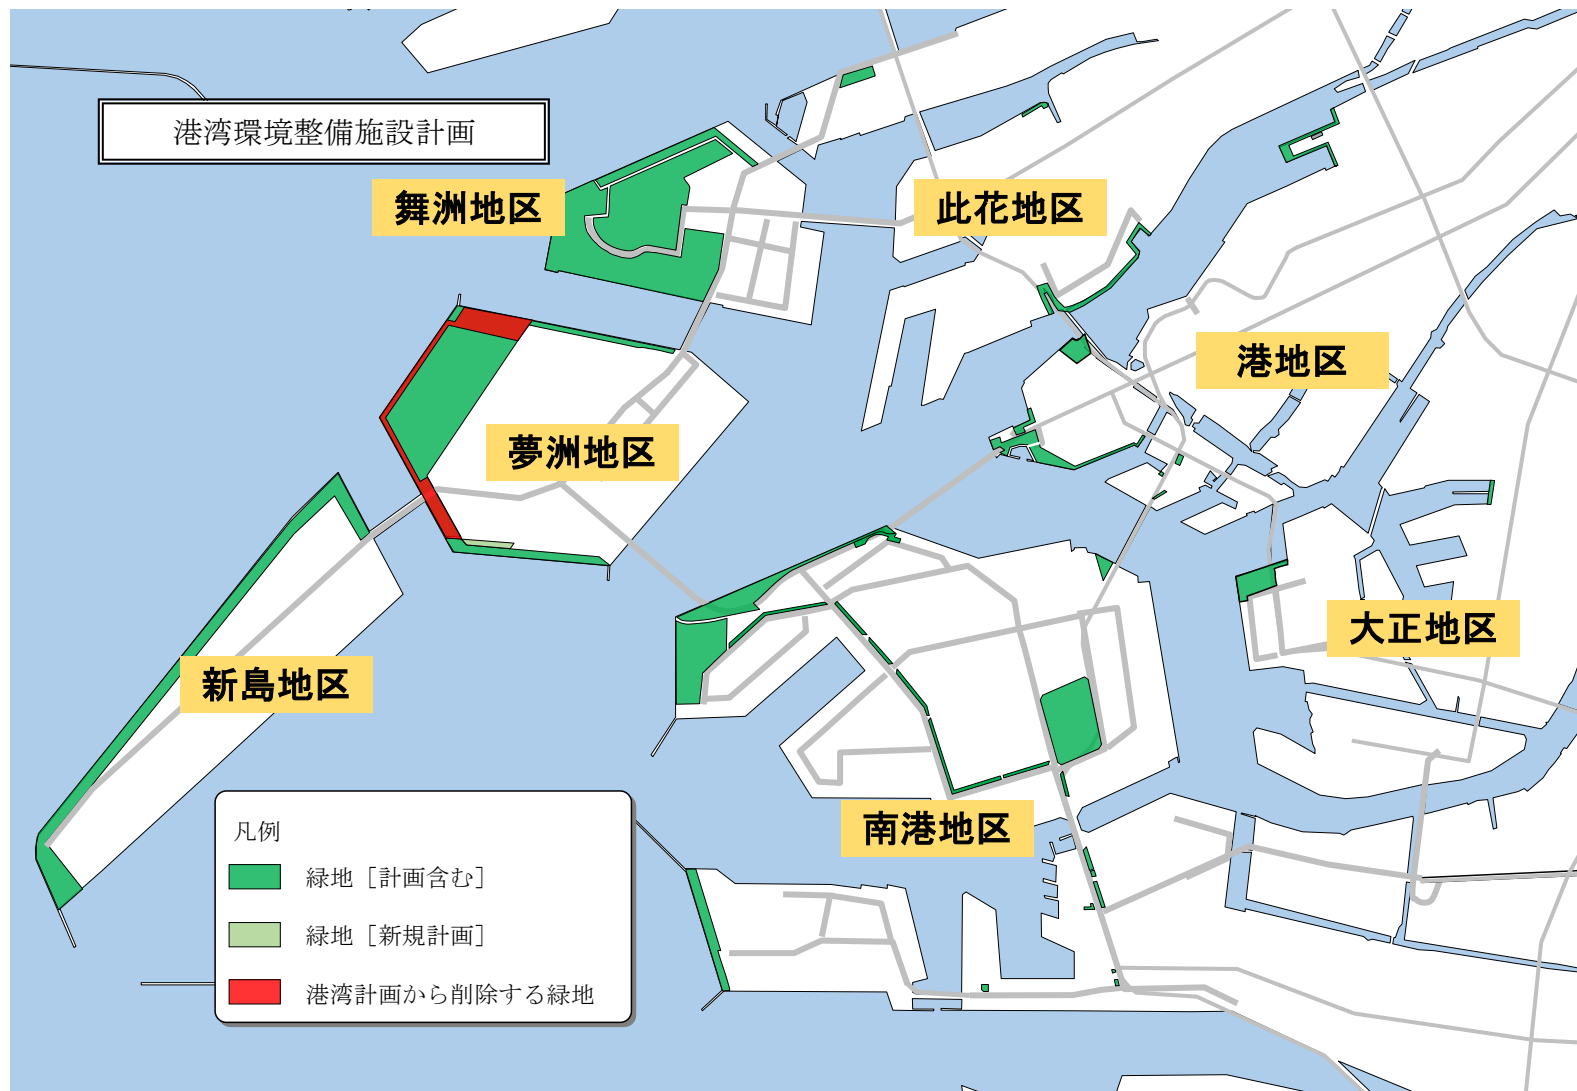 港湾環境整備施設計画
舞洲地区
此花地区
港地区
夢洲地区
大正地区
新島地区
南港地区
凡例
緑地［計画含む］
緑地［新規計画］
港湾計画から削除する緑地